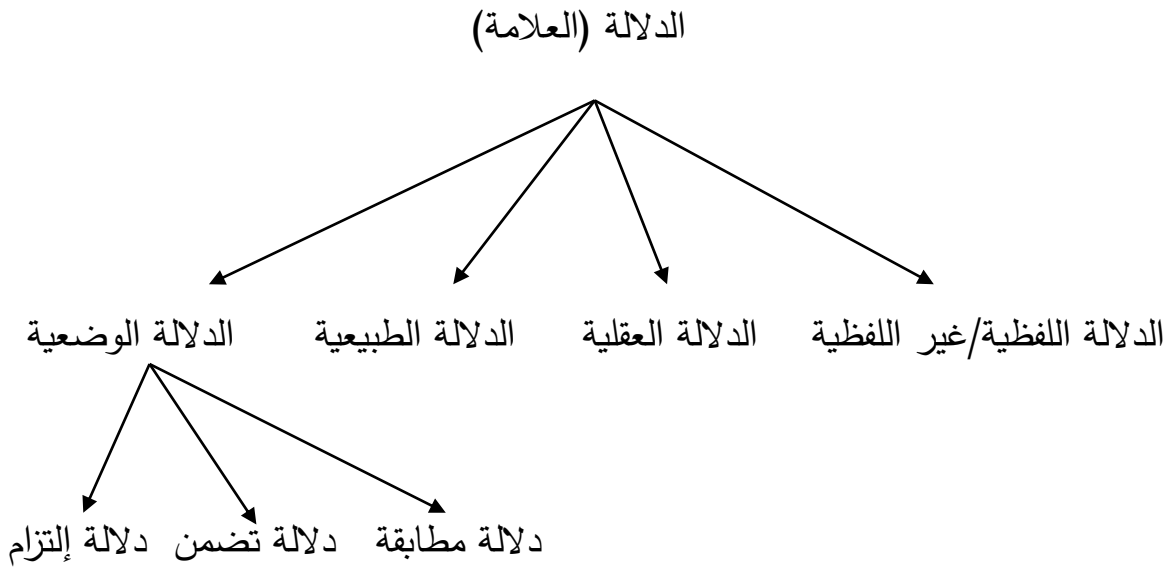 الدلالة (العلامة)
الدلالة اللفظية/غير اللفظية الدلالة العقلية الدلالة الطبيعية الدلالة الوضعية
دلالة مطابقة دلالة تضمن دلالة إلتزام